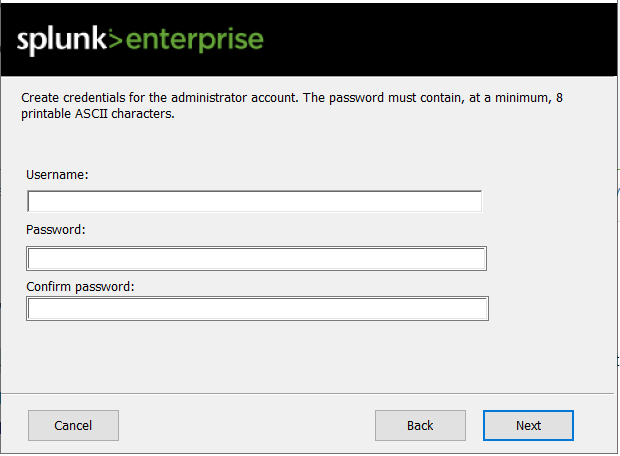 splunk>enterprise
Create credentials for the administrator account. The password must contain, at a minimum, 8
printable ASCII characters.
Username:
Password:
Confirm password:
Cancel
Back
Next